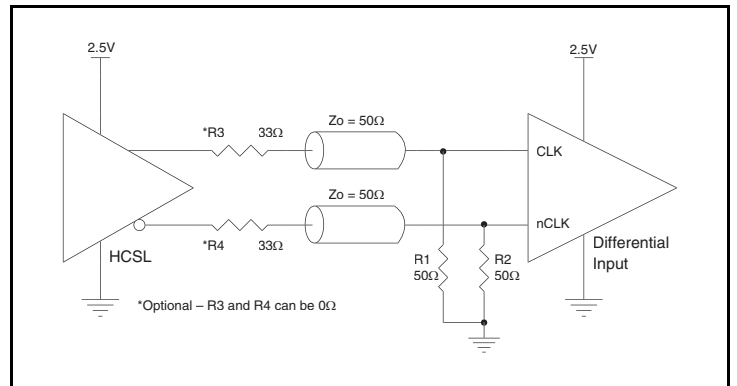 2.5V
2.5V
*R3
33Ω
Zo = 50Ω
CLK
Zo = 50Ω
nCLK
*R4
33Ω
HCSL
R1
50Ω
R2
50Ω
Differential
Input
*Optional – R3 and R4 can be 0Ω